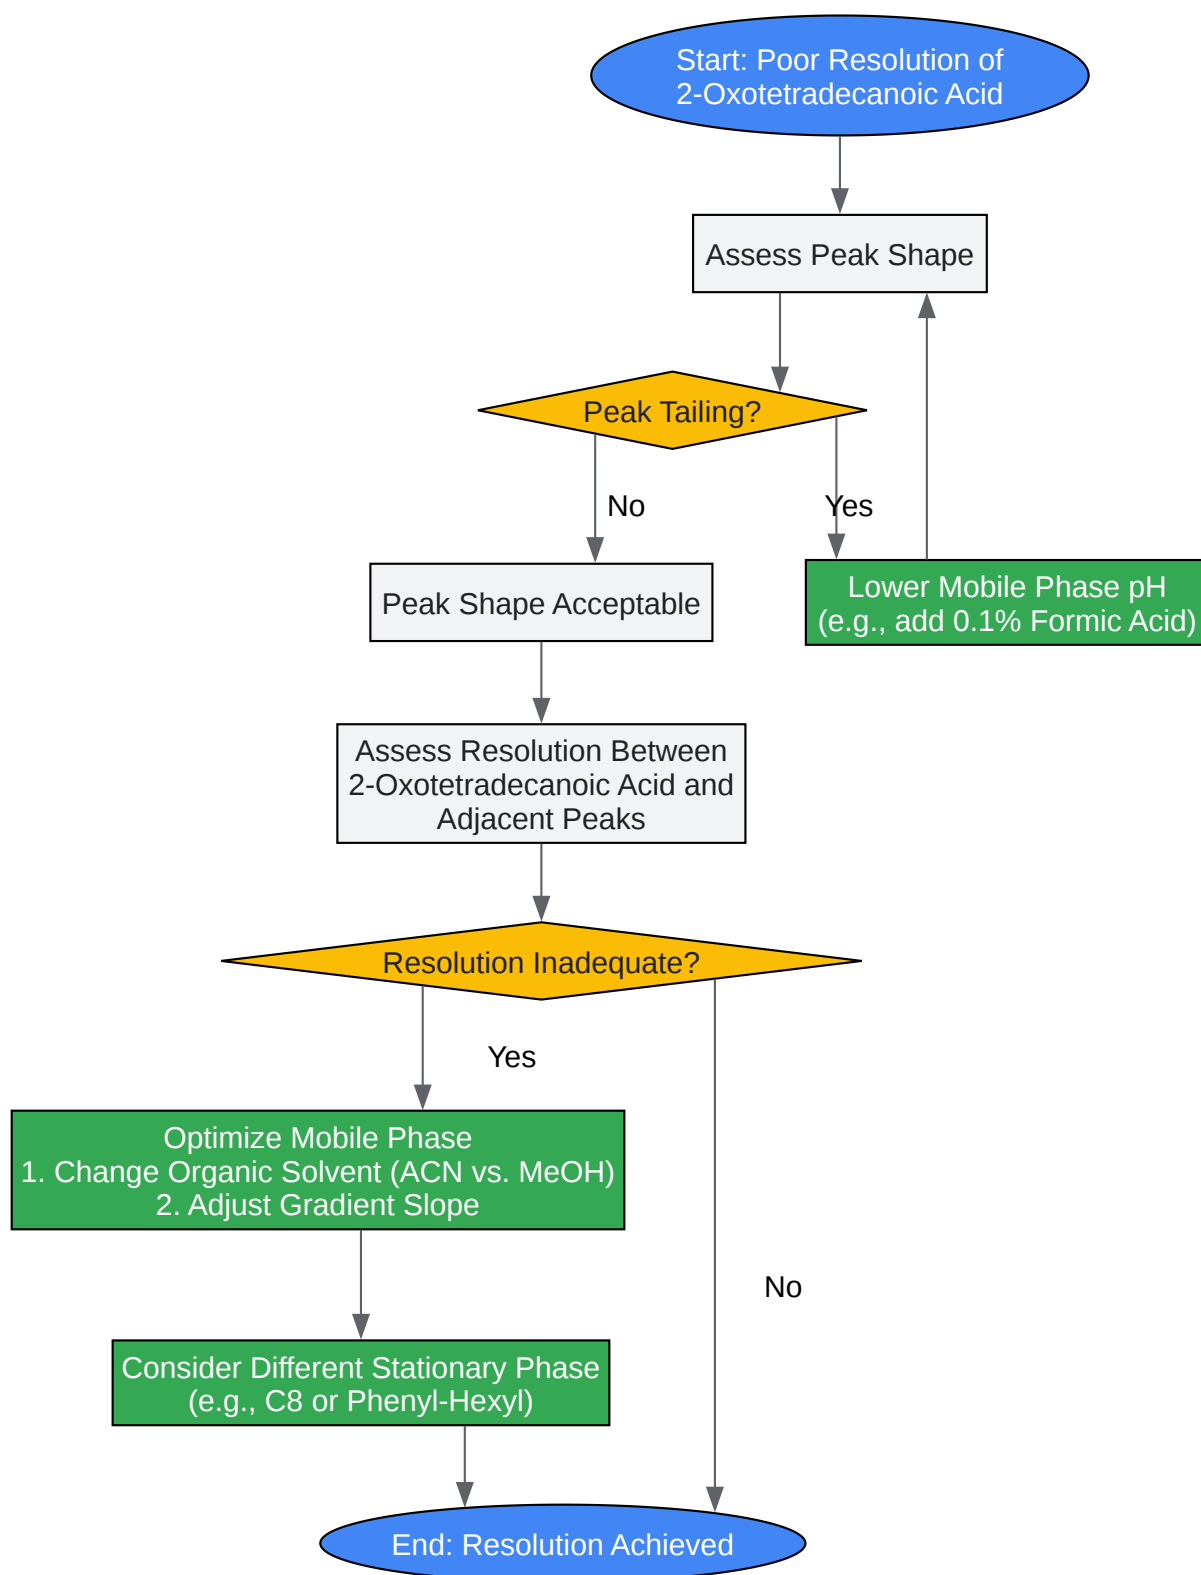 Start: Poor Resolution of
2-Oxotetradecanoic Acid
Assess Peak Shape
Peak Tailing?
No
Yes
Peak Shape Acceptable
Lower Mobile Phase pH
(e.g., add 0.1% Formic Acid)
Assess Resolution Between
2-Oxotetradecanoic Acid and
Adjacent Peaks
Resolution Inadequate?
Yes
Optimize Mobile Phase
1. Change Organic Solvent (ACN vs. MeOH)
2. Adjust Gradient Slope
No
Consider Different Stationary Phase
(e.g., C8 or Phenyl-Hexyl)
End: Resolution Achieved